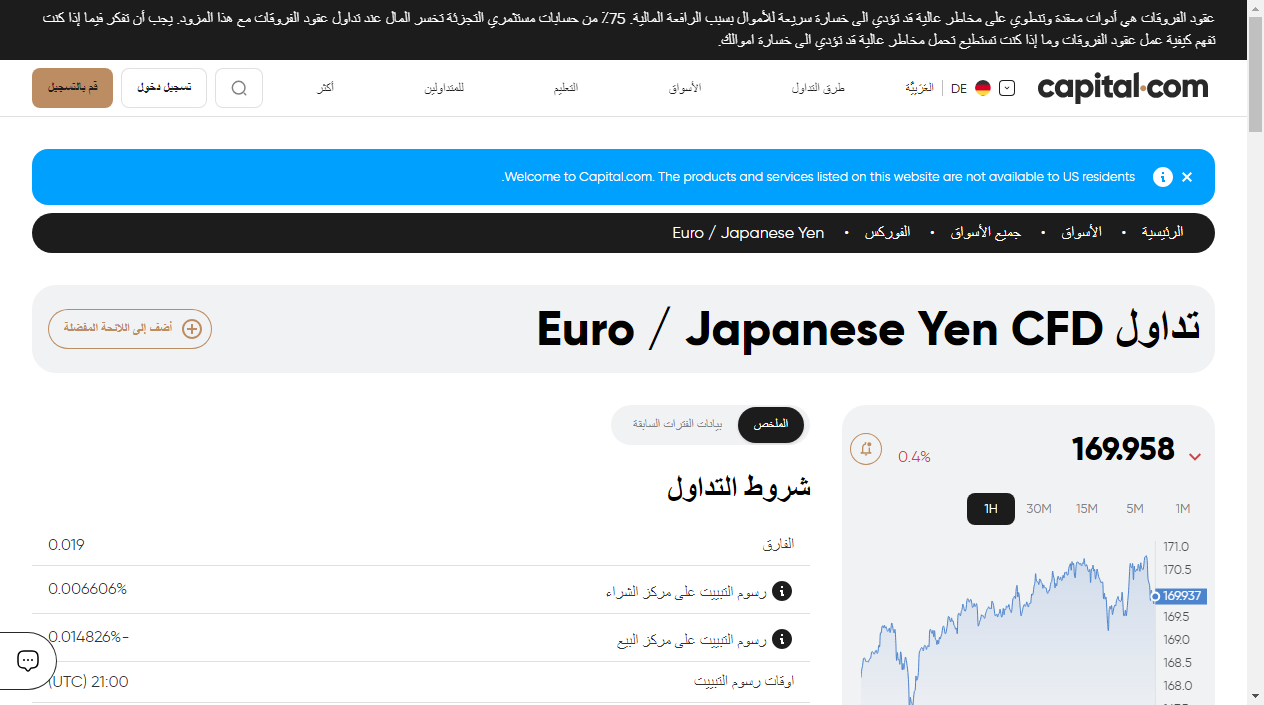 عقود الفروقات هي أدوات معقدة وتنطوي على مخاطر عالية قد تؤدي الى خسارة سريعة للأموال بسبب الرافعة المالية. 75٪ من حسابات مستثمري التجزئة تخسر المال عند تداول عقود الفروقات مع هذا المزود. يجب أن تفكر فيما إذا كنت
تفهم كيفية عمل عقود الفروقات وما إذا كنت تستطيع تحمل مخاطر عالية قد تؤدي الى خسارة اموالك.
capital.com
DE
العَرَبِيَّة
طرق التداول
الأسواق
التعليم
للمتداولين
أكثر
تسجيل دخول
قم بالتسجيل
Welcome to Capital.com. The products and services listed on this website are not available to US residents.
الرئيسية • الأسواق • جميع الأسواق • الفوركس • Euro / Japanese Yen
تداول Euro / Japanese Yen CFD
أضف إلى اللائحة المفضلة
169.958
0.4%
1M
5M
15M
30M
1H
171.0
170.5
169.937
169.5
169.0
168.5
168.0
الملخص
بيانات الفترات السابقة
شروط التداول
الفارق 0.019
رسوم التبييت على مركز الشراء 0.006606%
رسوم التبييت على مركز البيع -0.014826%
اوقات رسوم التبييت 21:00 (UTC)